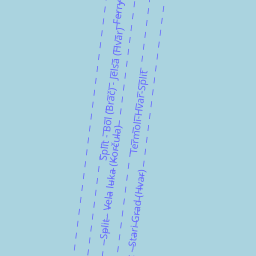 Split - Bol (Brač) - Jelsa (Hvar) Ferry
Termoli-Hvar-Split
Split - Vela luka (Korčula)
Stari Grad (Hvar)